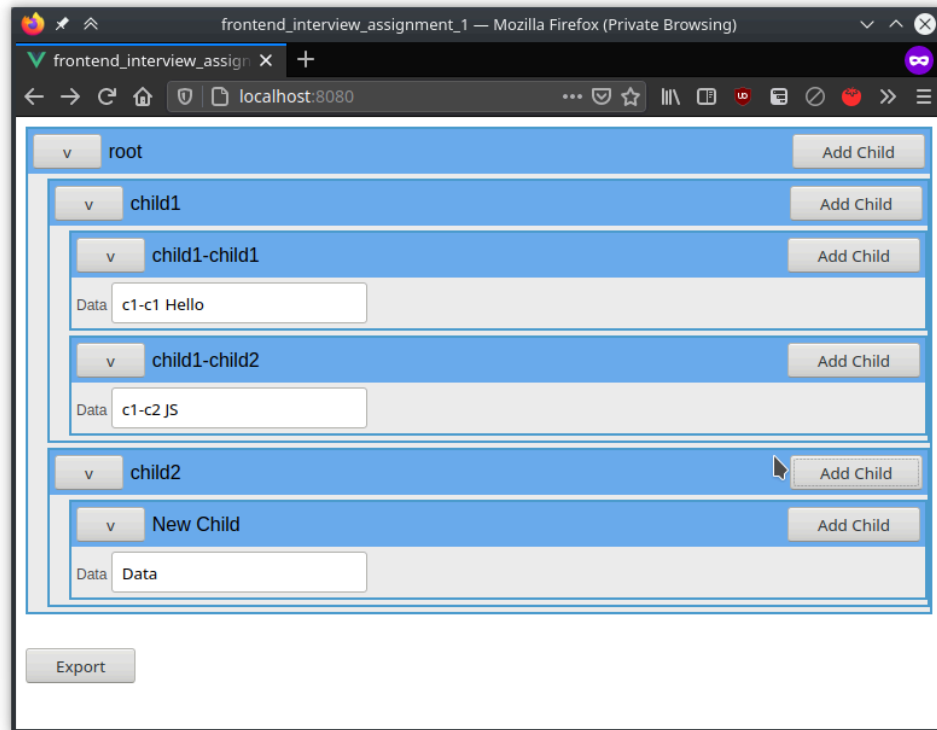 frontend_interview_assignment_1 — Mozilla Firefox (Private Browsing)
frontend_interview_assign
localhost:8080
v root Add Child
v child1 Add Child
v child1-child1 Add Child
Data c1-c1 Hello
v child1-child2 Add Child
Data c1-c2 JS
v child2 Add Child
v New Child Add Child
Data Data
Export